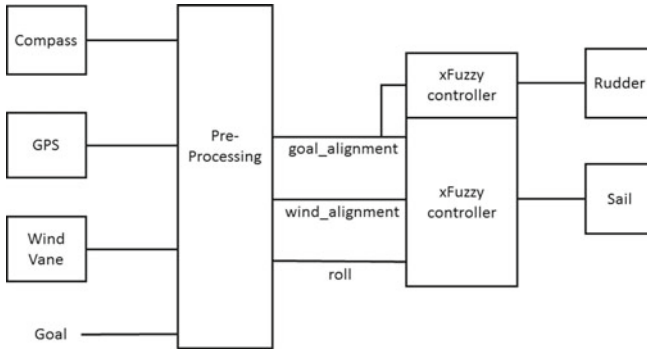 Compass
GPS
Wind
Vane
Goal
Pre-
Processing
goal_alignment
wind_alignment
roll
xFuzzy
controller
xFuzzy
controller
Rudder
Sail